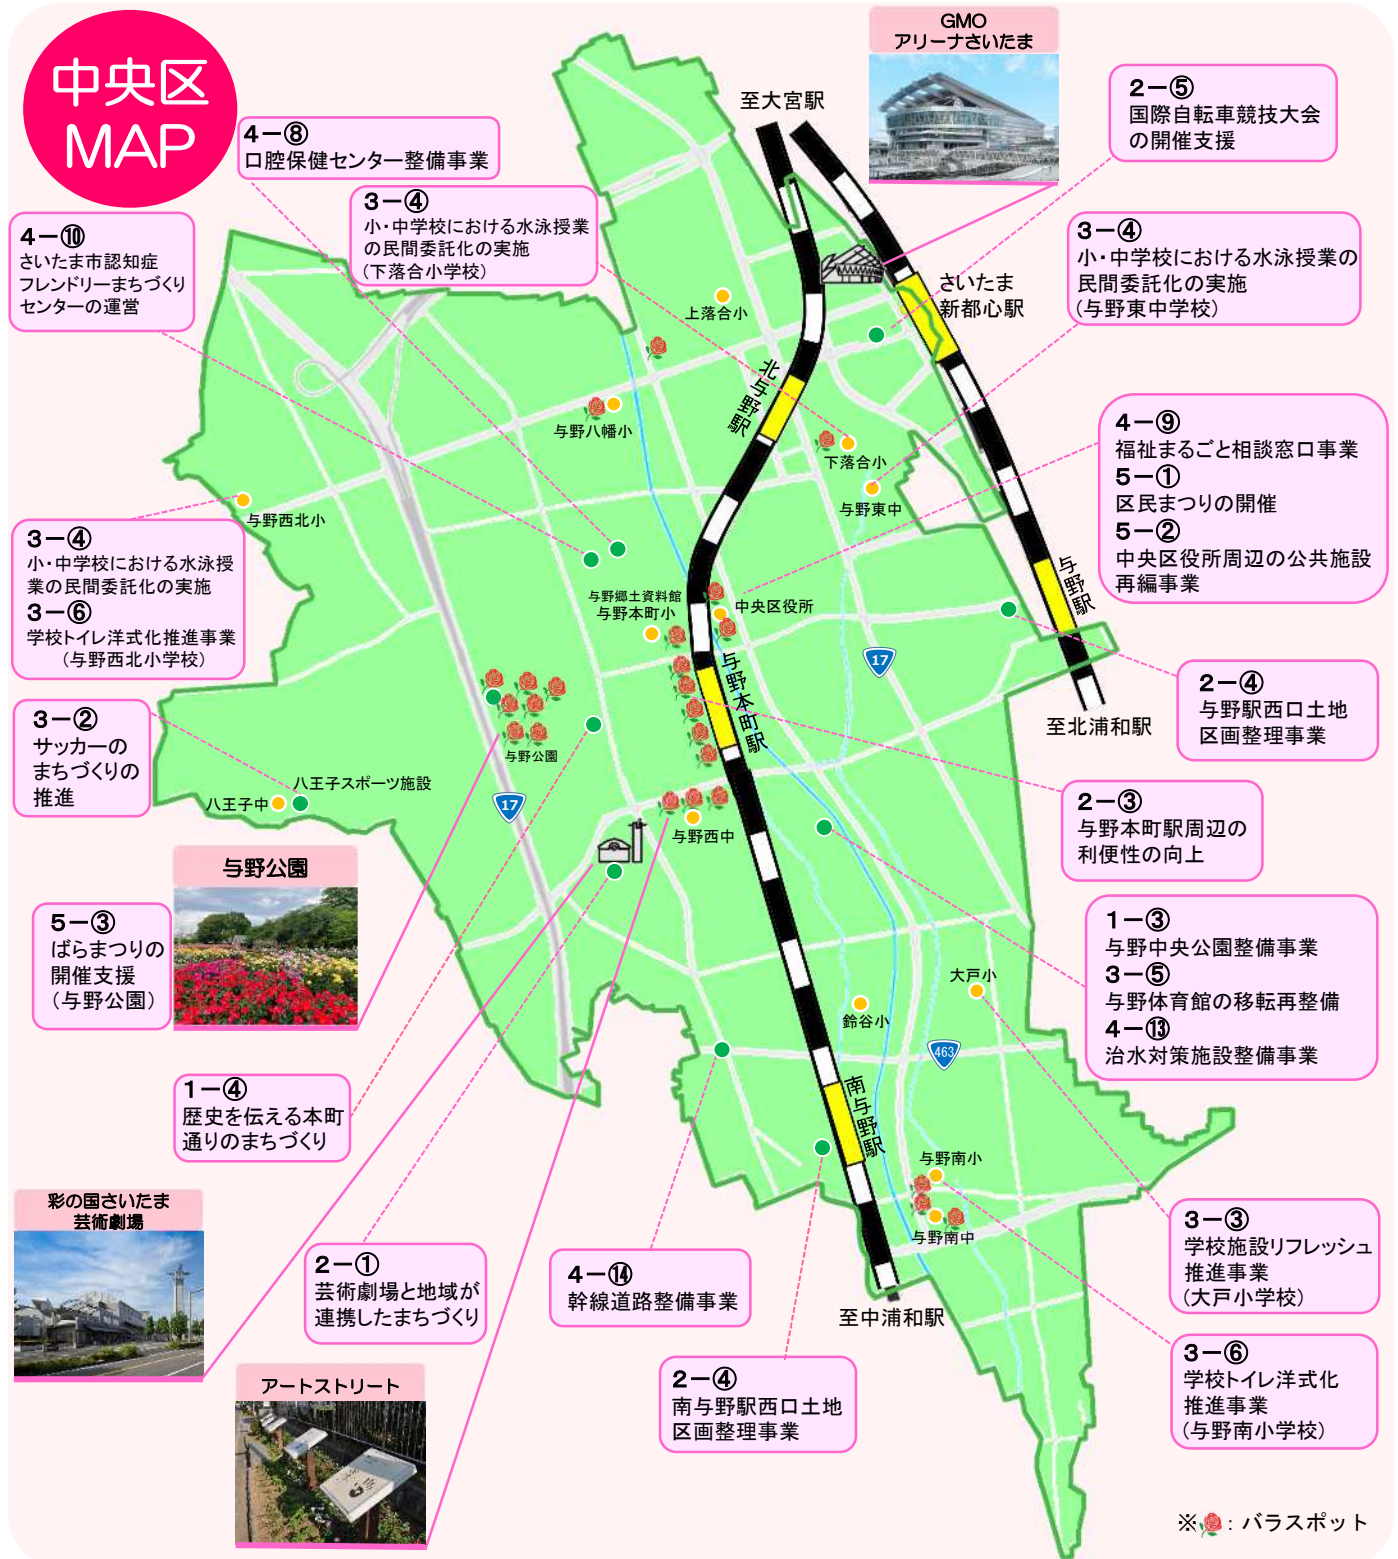 中央区
MAP
GMO
アリーナさいたま
至大宮駅
2－⑤
国際自転車競技大会
の開催支援
4－⑧
口腔保健センター整備事業
3－④
小・中学校における水泳授業
の民間委託化の実施
(下落合小学校)
4－⑩
さいたま市認知症
フレンドリーまちづくり
センターの運営
3－④
小・中学校における水泳授業の
民間委託化の実施
(与野東中学校)
さいたま
新都心駅
上落合小
北与野駅
与野八幡小
下落合小
与野東中
与野西北小
4－⑨
福祉まるごと相談窓口事業
5－①
区民まつりの開催
5－②
中央区役所周辺の公共施設
再編事業
3－④
小・中学校における水泳授
業の民間委託化の実施
3－⑥
学校トイレ洋式化推進事業
(与野西北小学校)
与野郷土資料館
与野本町小
中央区役所
与野駅
17
与野本町駅
2－④
与野駅西口土地
区画整理事業
至北浦和駅
3－②
サッカーの
まちづくりの
推進
与野公園
八王子スポーツ施設
八王子中
17
与野西中
2－③
与野本町駅周辺の
利便性の向上
与野公園
5－③
ばらまつりの
開催支援
(与野公園)
1－③
与野中央公園整備事業
3－⑤
与野体育館の移転再整備
4－⑬
治水対策施設整備事業
大戸小
鈴谷小
463
南与野駅
1－④
歴史を伝える本町
通りのまちづくり
与野南小
与野南中
彩の国さいたま
芸術劇場
2－①
芸術劇場と地域が
連携したまちづくり
4－⑭
幹線道路整備事業
3－③
学校施設リフレッシュ
推進事業
(大戸小学校)
至中浦和駅
アートストリート
2－④
南与野駅西口土地
区画整理事業
3－⑥
学校トイレ洋式化
推進事業
(与野南小学校)
※：バラスポット